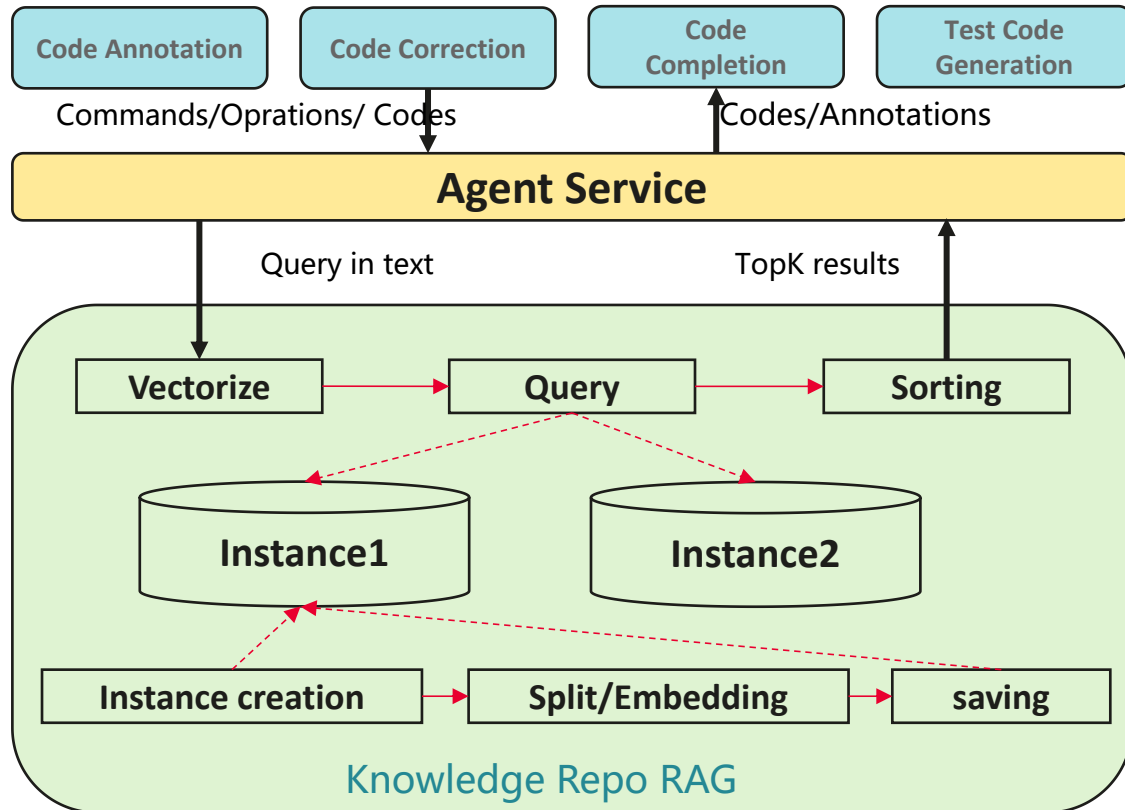 Code Annotation
Code Correction
Code
Completion
Test Code
Generation
Commands/Oprations/ Codes
Codes/Annotations
Agent Service
Query in text
TopK results
Vectorize
Query
Sorting
Instance1
Instance2
Instance creation
Split/Embedding
saving
Knowledge Repo RAG